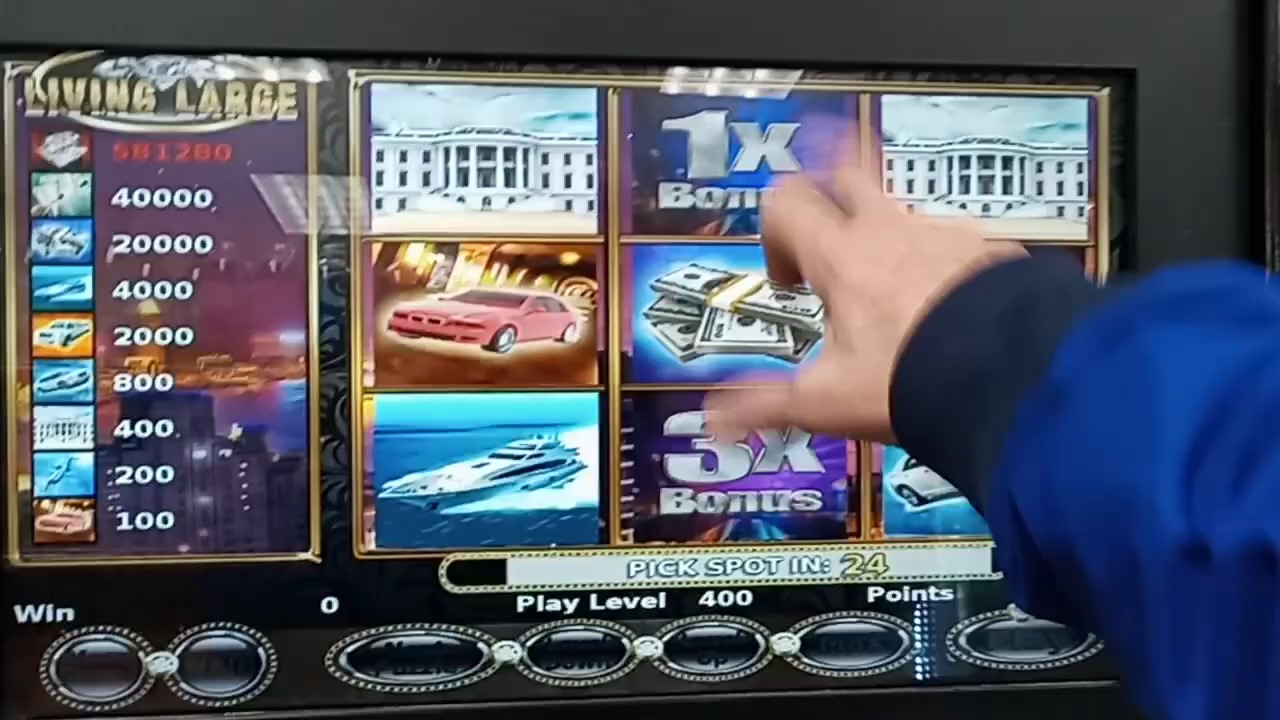 LIVING LARGE
581280
40000
20000
4000
2000
800
400
200
100
1x
3x
Bonus
PICK SPOT IN: 24
Win 0 Play Level 400 Points
Up